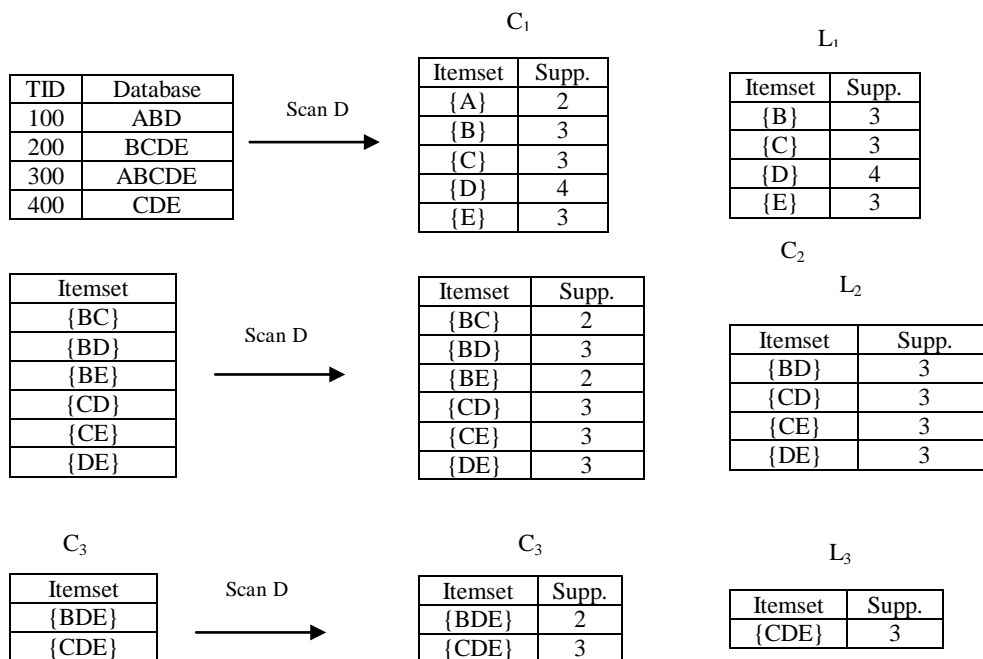 C₁
L₁
TID Database
100 ABD
200 BCDE
300 ABCDE
400 CDE
Scan D
Itemset Supp.
{A} 2
{B} 3
{C} 3
{D} 4
{E} 3
Itemset Supp.
{B} 3
{C} 3
{D} 4
{E} 3
C₂
L₂
Itemset
{BC}
{BD}
{BE}
{CD}
{CE}
{DE}
Scan D
Itemset Supp.
{BC} 2
{BD} 3
{BE} 2
{CD} 3
{CE} 3
{DE} 3
Itemset Supp.
{BD} 3
{CD} 3
{CE} 3
{DE} 3
C₃
C₃
L₃
Itemset
{BDE}
{CDE}
Scan D
Itemset Supp.
{BDE} 2
{CDE} 3
Itemset Supp.
{CDE} 3